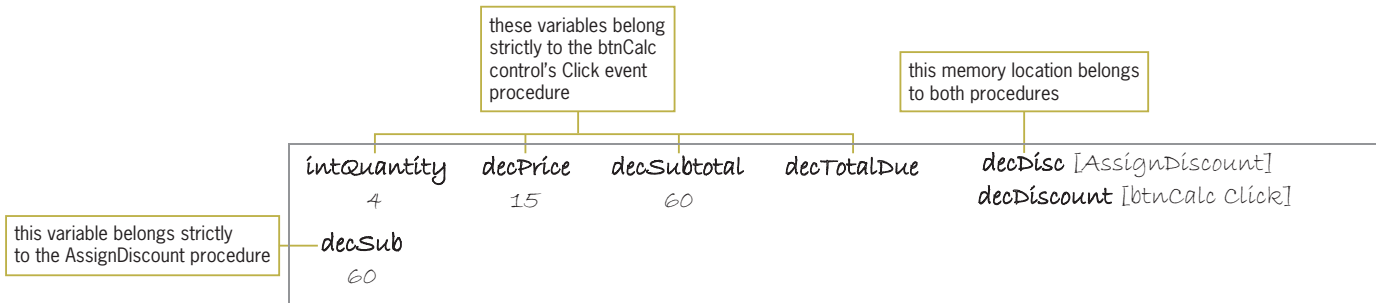 these variables belong
strictly to the btnCalc
control's Click event
procedure
this memory location belongs
to both procedures
intQuantity decPrice decSubtotal decTotalDue decDisc [AssignDiscount]
4 15 60 decDiscount [btnCalc Click]
this variable belongs strictly
to the AssignDiscount procedure
decSub
60